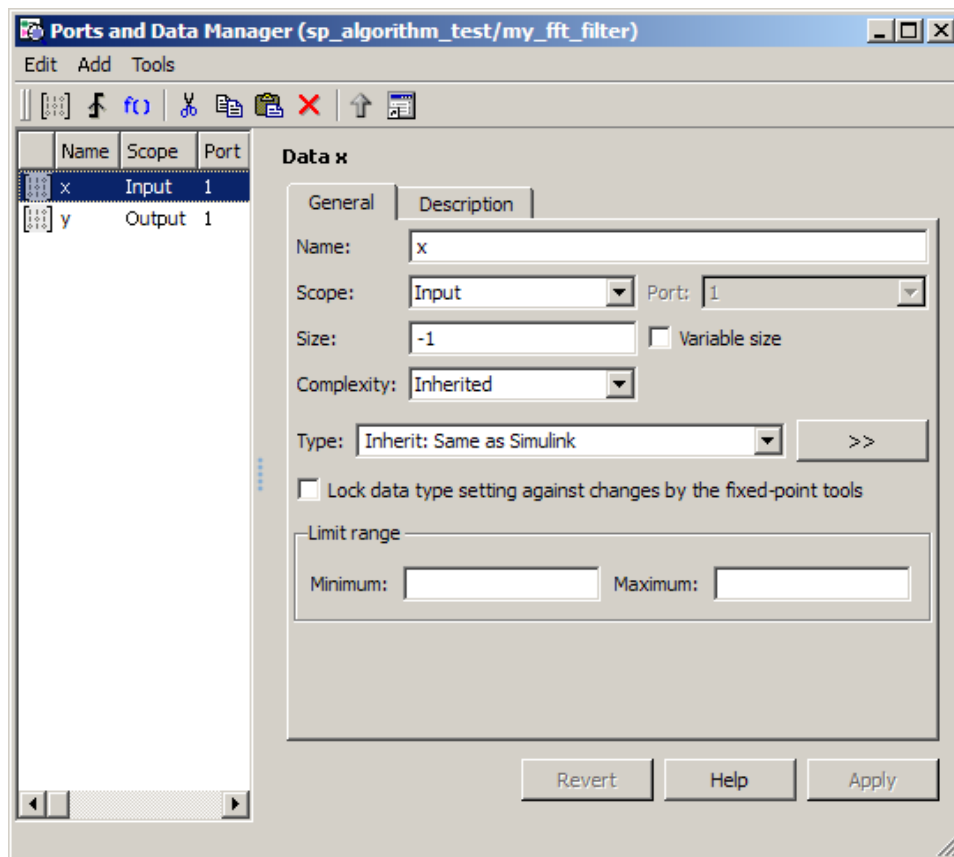 Ports and Data Manager (sp_algorithm_test/my_fft_filter)
Edit Add Tools
f()
Name Scope Port
x Input 1
y Output 1
Data x
General Description
Name: x
Scope: Input Port: 1
Size: -1 Variable size
Complexity: Inherited
Type: Inherit: Same as Simulink >>
Lock data type setting against changes by the fixed-point tools
Limit range
Minimum: Maximum:
Revert Help Apply